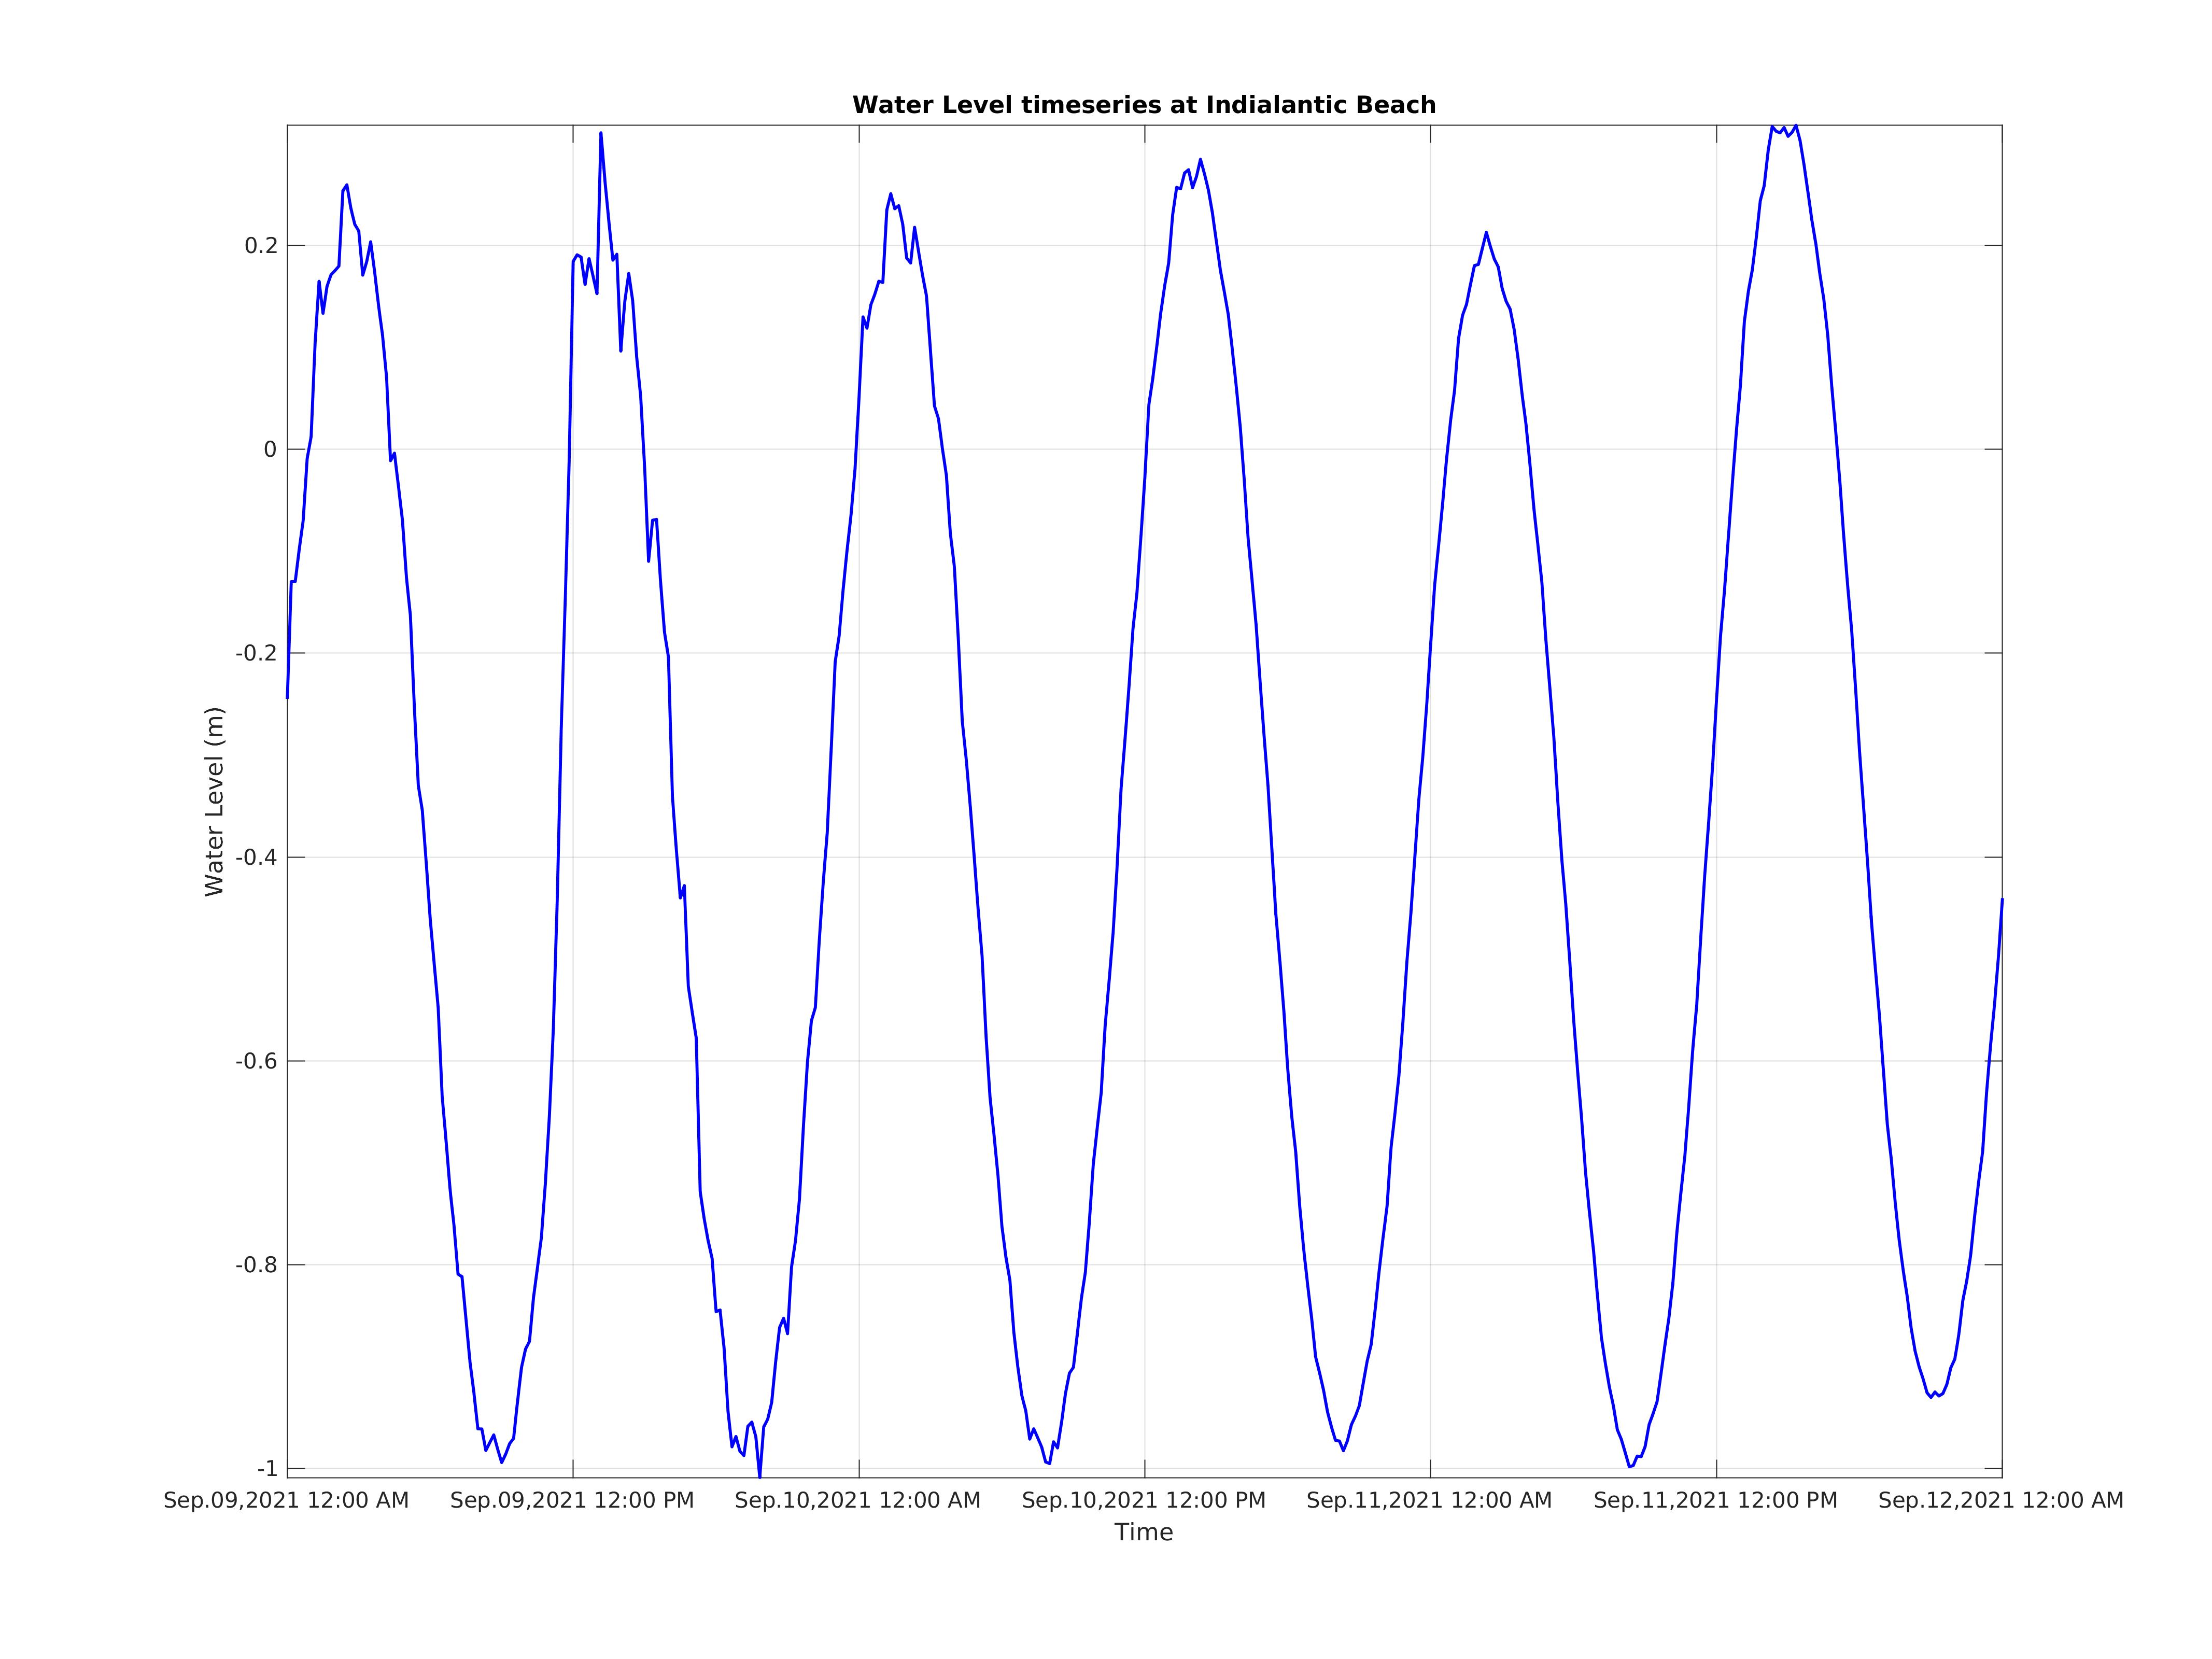 Water Level timeseries at Indialantic Beach
0.2
0
-0.2
-0.4
-0.6
-0.8
-1
Water Level (m)
Sep.09,2021 12:00 AM
Sep.09,2021 12:00 PM
Sep.10,2021 12:00 AM
Sep.10,2021 12:00 PM
Sep.11,2021 12:00 AM
Sep.11,2021 12:00 PM
Sep.12,2021 12:00 AM
Time